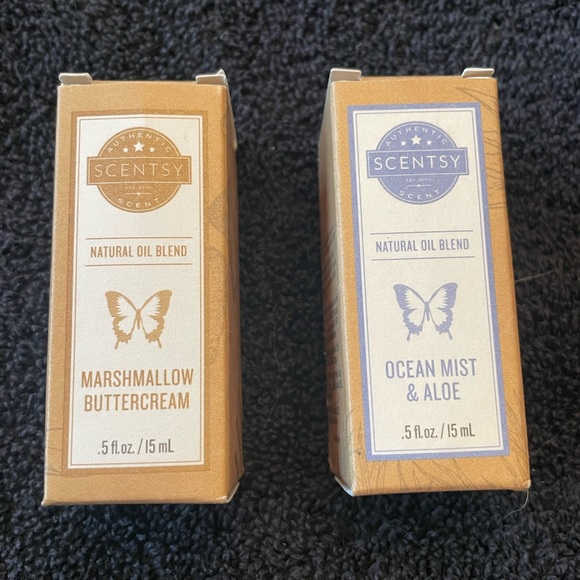 AUTHENTIC
SCENTSY
SCENT
NATURAL OIL BLEND
MARSHMALLOW
BUTTERCREAM
.5 fl.oz. / 15 mL
AUTHENTIC
SCENTSY
SCENT
NATURAL OIL BLEND
OCEAN MIST
& ALOE
.5 fl.oz. / 15 mL